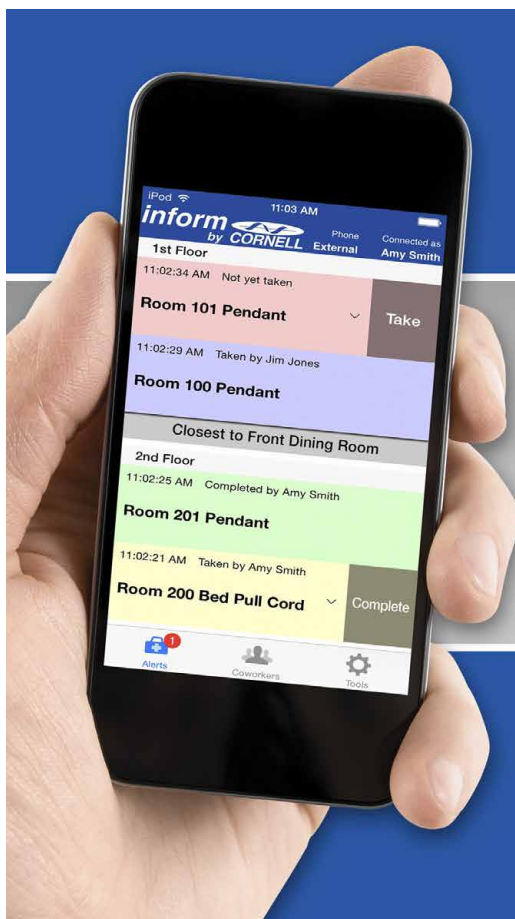 iPod 11:03 AM
inform
by CORNELL
Phone
External
Connected as
Amy Smith
1st Floor
11:02:34 AM Not yet taken
Room 101 Pendant
Take
11:02:29 AM Taken by Jim Jones
Room 100 Pendant
Closest to Front Dining Room
2nd Floor
11:02:25 AM Completed by Amy Smith
Room 201 Pendant
11:02:21 AM Taken by Amy Smith
Room 200 Bed Pull Cord
Complete
1
Alerts
Coworkers
Tools